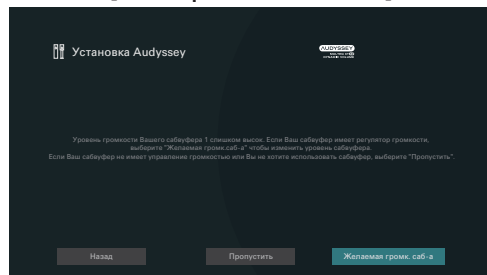 Установка Audyssey
AUDYSSEY
Уровень громкости Вашего сабвуфера 1 слишком высок. Если Ваш сабвуфер имеет регулятор громкости,
выберите "Желаемая громк.саб-а" чтобы изменить уровень сабвуфера.
Если Ваш сабвуфер не имеет управление громкостью или Вы не хотите использовать сабвуфер, выберите "Пропустить".
Назад
Пропустить
Желаемая громк. саб-а